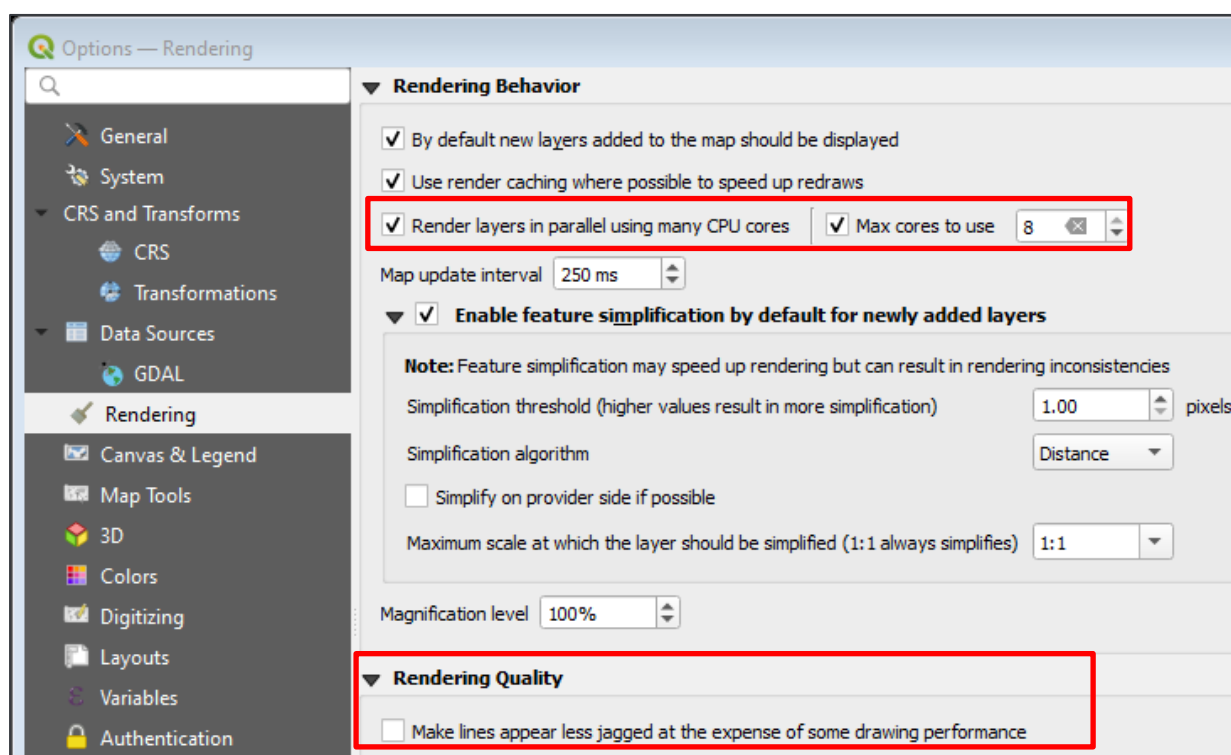 Options — Rendering
General
System
CRS and Transforms
CRS
Transformations
Data Sources
GDAL
Rendering
Canvas & Legend
Map Tools
3D
Colors
Digitizing
Layouts
Variables
Authentication
Rendering Behavior
By default new layers added to the map should be displayed
Use render caching where possible to speed up redraws
Render layers in parallel using many CPU cores Max cores to use 8
Map update interval 250 ms
Enable feature simplification by default for newly added layers
Note: Feature simplification may speed up rendering but can result in rendering inconsistencies
Simplification threshold (higher values result in more simplification) 1.00 pixels
Simplification algorithm Distance
Simplify on provider side if possible
Maximum scale at which the layer should be simplified (1:1 always simplifies) 1:1
Magnification level 100%
Rendering Quality
Make lines appear less jagged at the expense of some drawing performance